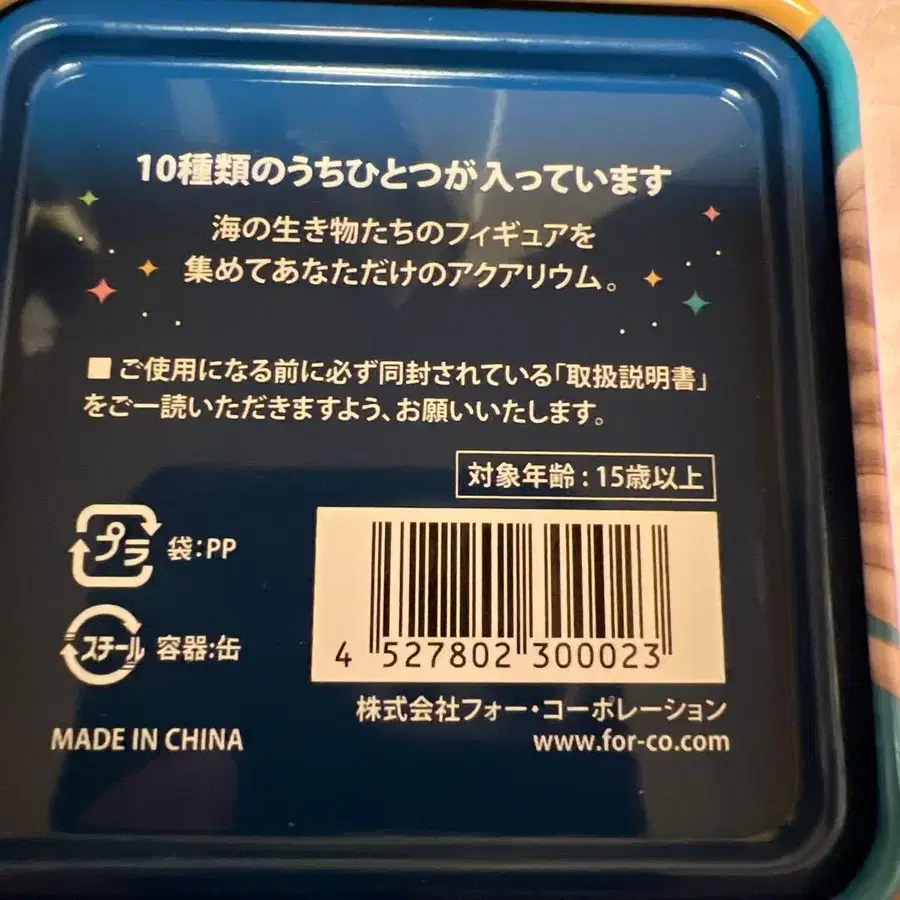 10種類のうちひとつが入っています
海の生き物たちのフィギュアを
集めてあなただけのアクアリウム。
■ ご使用になる前に必ず同封されている「取扱説明書」
をご一読いただきますよう、お願いいたします。
対象年齢：15歳以上
プラ 袋:PP
スチール 容器:缶
4 527802 300023
株式会社フォー・コーポレーション
MADE IN CHINA
www.for-co.com